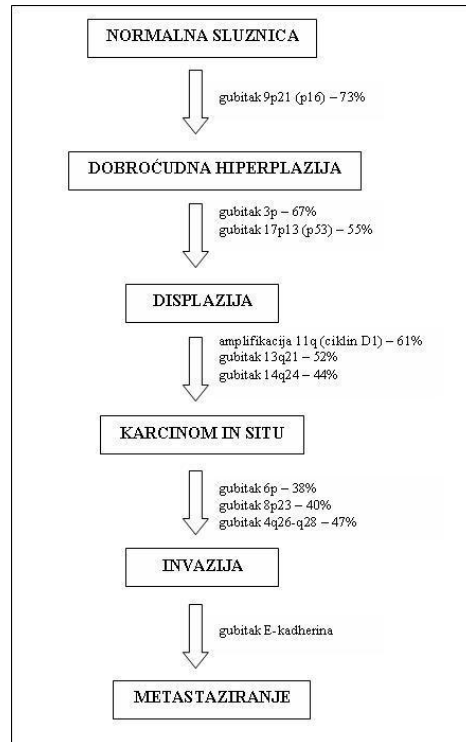 NORMALNA SLUZNICA
gubitak 9p21 (p16) – 73%
DOBROĆUDNA HIPERPLAZIJA
gubitak 3p – 67%
gubitak 17p13 (p53) – 55%
DISPLAZIJA
amplifikacija 11q (ciklin D1) – 61%
gubitak 13q21 – 52%
gubitak 14q24 – 44%
KARCINOM IN SITU
gubitak 6p – 38%
gubitak 8p23 – 40%
gubitak 4q26-q28 – 47%
INVAZIJA
gubitak E-kadherina
METASTAZIRANJE